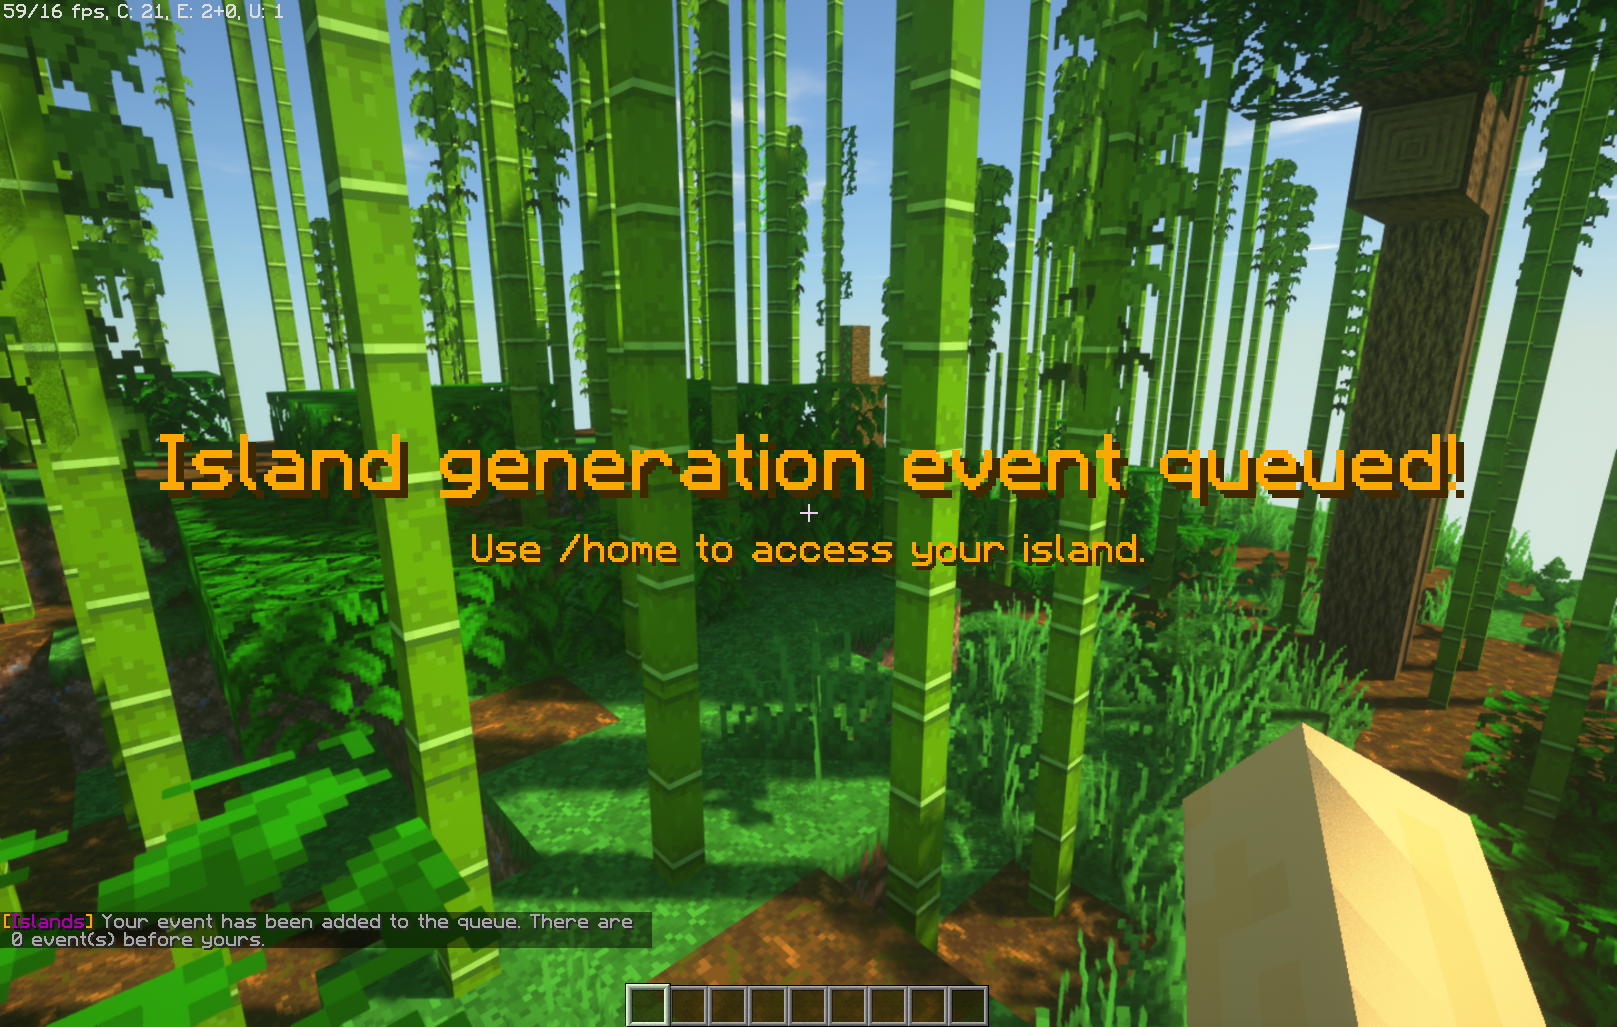 59/16 fps, C: 21, E: 2+0, U: 1
Island generation event queued!
Use /home to access your island.
[Islands] Your event has been added to the queue. There are
0 event(s) before yours.